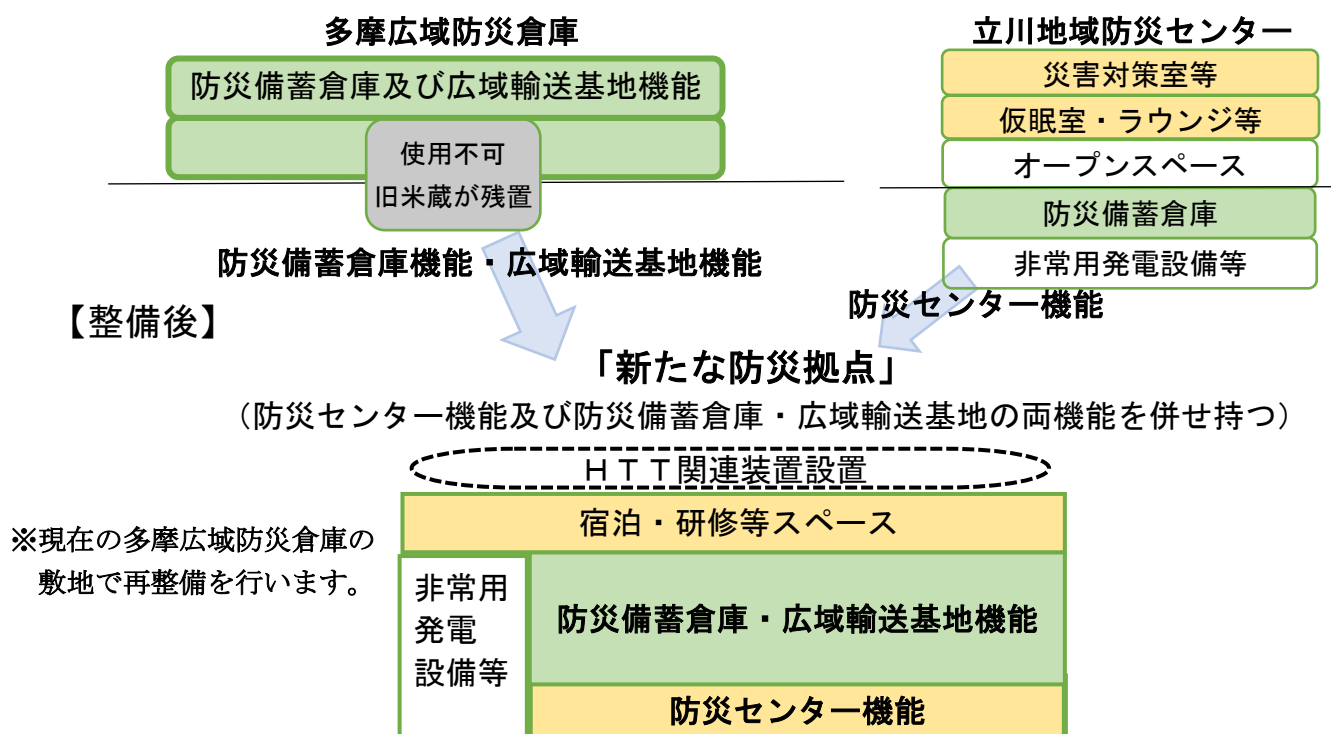 多摩広域防災倉庫
防災備蓄倉庫及び広域輸送基地機能
使用不可
旧米蔵が残置
防災備蓄倉庫機能・広域輸送基地機能
立川地域防災センター
災害対策室等
仮眠室・ラウンジ等
オープンスペース
防災備蓄倉庫
非常用発電設備等
防災センター機能
【整備後】
「新たな防災拠点」
（防災センター機能及び防災備蓄倉庫・広域輸送基地の両機能を併せ持つ）
ＨＴＴ関連装置設置
宿泊・研修等スペース
※現在の多摩広域防災倉庫の
敷地で再整備を行います。
非常用
発電
設備等
防災備蓄倉庫・広域輸送基地機能
防災センター機能